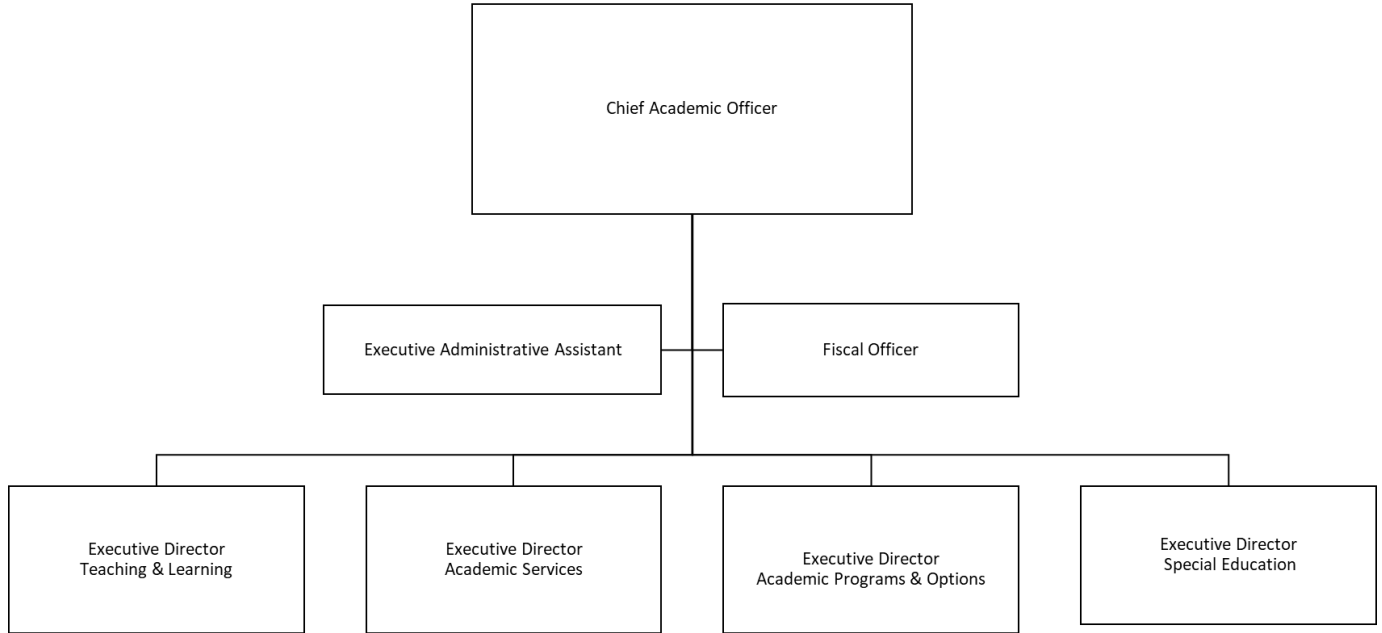 Chief Academic Officer
Executive Administrative Assistant
Fiscal Officer
Executive Director
Teaching & Learning
Executive Director
Academic Services
Executive Director
Academic Programs & Options
Executive Director
Special Education